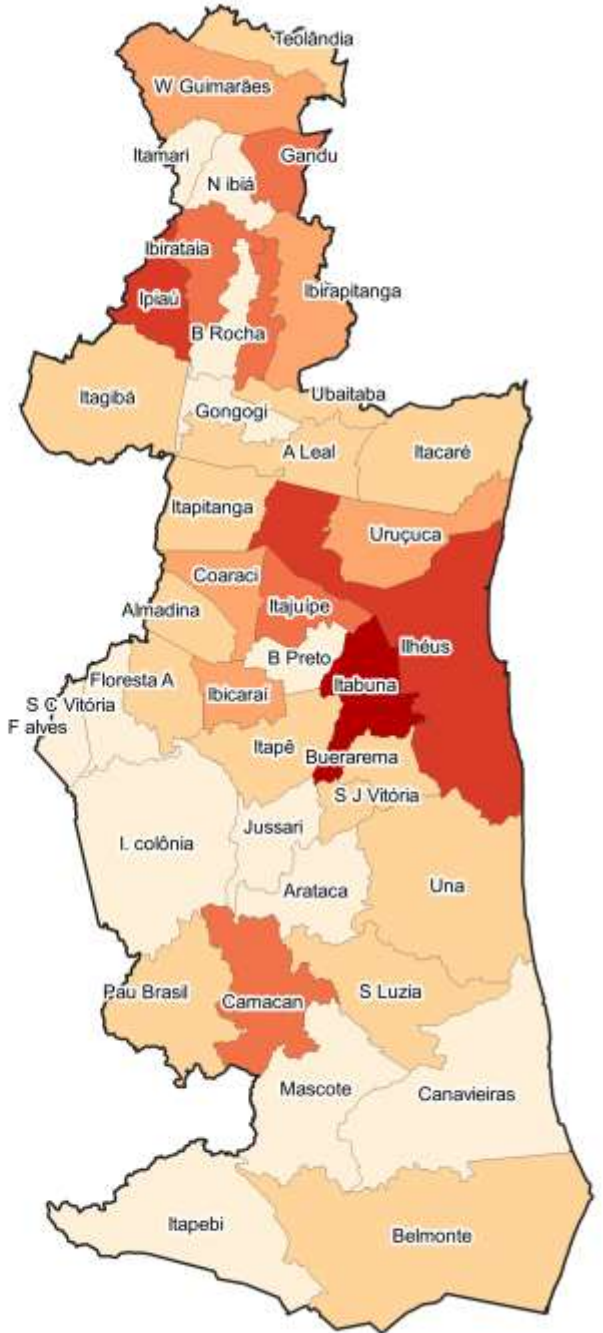 Teolândia
W Guimarães
Itamari
Gandu
N ibiá
Ibirataia
Ipiaú
Ibirapitanga
B Rocha
Itagibá
Ubaitaba
Gongogi
A Leal
Itacaré
Itapitanga
Uruçuca
Coaraci
Almadina
Itajuípe
Ilhéus
B Preto
Floresta A
Itabuna
Ibicaraí
S C Vitória
F alves
Itapê
Buerarema
S J Vitória
Jussari
I. colônia
Arataca
Una
Pau Brasil
Camacan
S Luzia
Mascote
Canavieiras
Itapebi
Belmonte